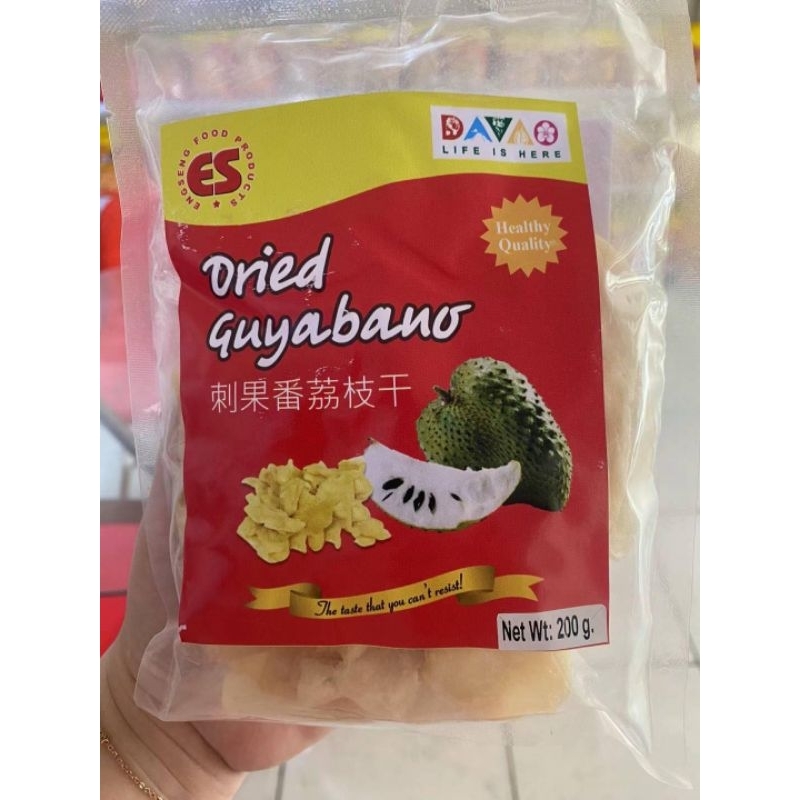 ENGSENG FOOD PRODUCTS
ES
DAVAO
LIFE IS HERE
Healthy
Quality
Dried
Guyabano
刺果番荔枝干
The taste that you can't resist!
Net Wt: 200 g.